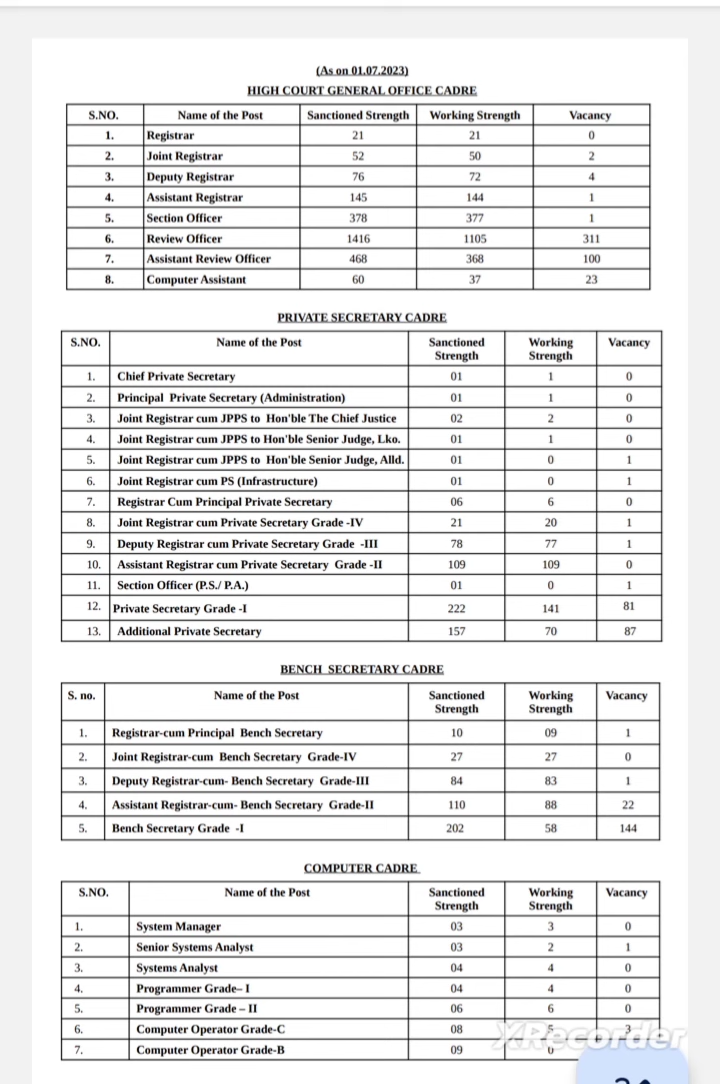 (As on 01.07.2023)
HIGH COURT GENERAL OFFICE CADRE
S.NO. Name of the Post Sanctioned Strength Working Strength Vacancy
1. Registrar 21 21 0
2. Joint Registrar 52 50 2
3. Deputy Registrar 76 72 4
4. Assistant Registrar 145 144 1
5. Section Officer 378 377 1
6. Review Officer 1416 1105 311
7. Assistant Review Officer 468 368 100
8. Computer Assistant 60 37 23
PRIVATE SECRETARY CADRE
S.NO. Name of the Post Sanctioned Working Vacancy
Strength Strength
1. Chief Private Secretary 01 1 0
2. Principal Private Secretary (Administration) 01 1 0
3. Joint Registrar cum JPPS to Hon'ble The Chief Justice 02 2 0
4. Joint Registrar cum JPPS to Hon'ble Senior Judge, Lko. 01 1 0
5. Joint Registrar cum JPPS to Hon'ble Senior Judge, Alld. 01 0 1
6. Joint Registrar cum PS (Infrastructure) 01 0 1
7. Registrar Cum Principal Private Secretary 06 6 0
8. Joint Registrar cum Private Secretary Grade -IV 21 20 1
9. Deputy Registrar cum Private Secretary Grade -III 78 77 1
10. Assistant Registrar cum Private Secretary Grade -II 109 109 0
11. Section Officer (P.S./ P.A.) 01 0 1
12. Private Secretary Grade -I 222 141 81
13. Additional Private Secretary 157 70 87
BENCH SECRETARY CADRE
S. no. Name of the Post Sanctioned Working Vacancy
Strength Strength
1. Registrar-cum Principal Bench Secretary 10 09 1
2. Joint Registrar-cum Bench Secretary Grade-IV 27 27 0
3. Deputy Registrar-cum- Bench Secretary Grade-III 84 83 1
4. Assistant Registrar-cum- Bench Secretary Grade-II 110 88 22
5. Bench Secretary Grade -I 202 58 144
COMPUTER CADRE
S.NO. Name of the Post Sanctioned Working Vacancy
Strength Strength
1. System Manager 03 3 0
2. Senior Systems Analyst 03 2 1
3. Systems Analyst 04 4 0
4. Programmer Grade– I 04 4 0
5. Programmer Grade – II 06 6 0
6. Computer Operator Grade-C 08 5 3
XRecorder
7. Computer Operator Grade-B 09